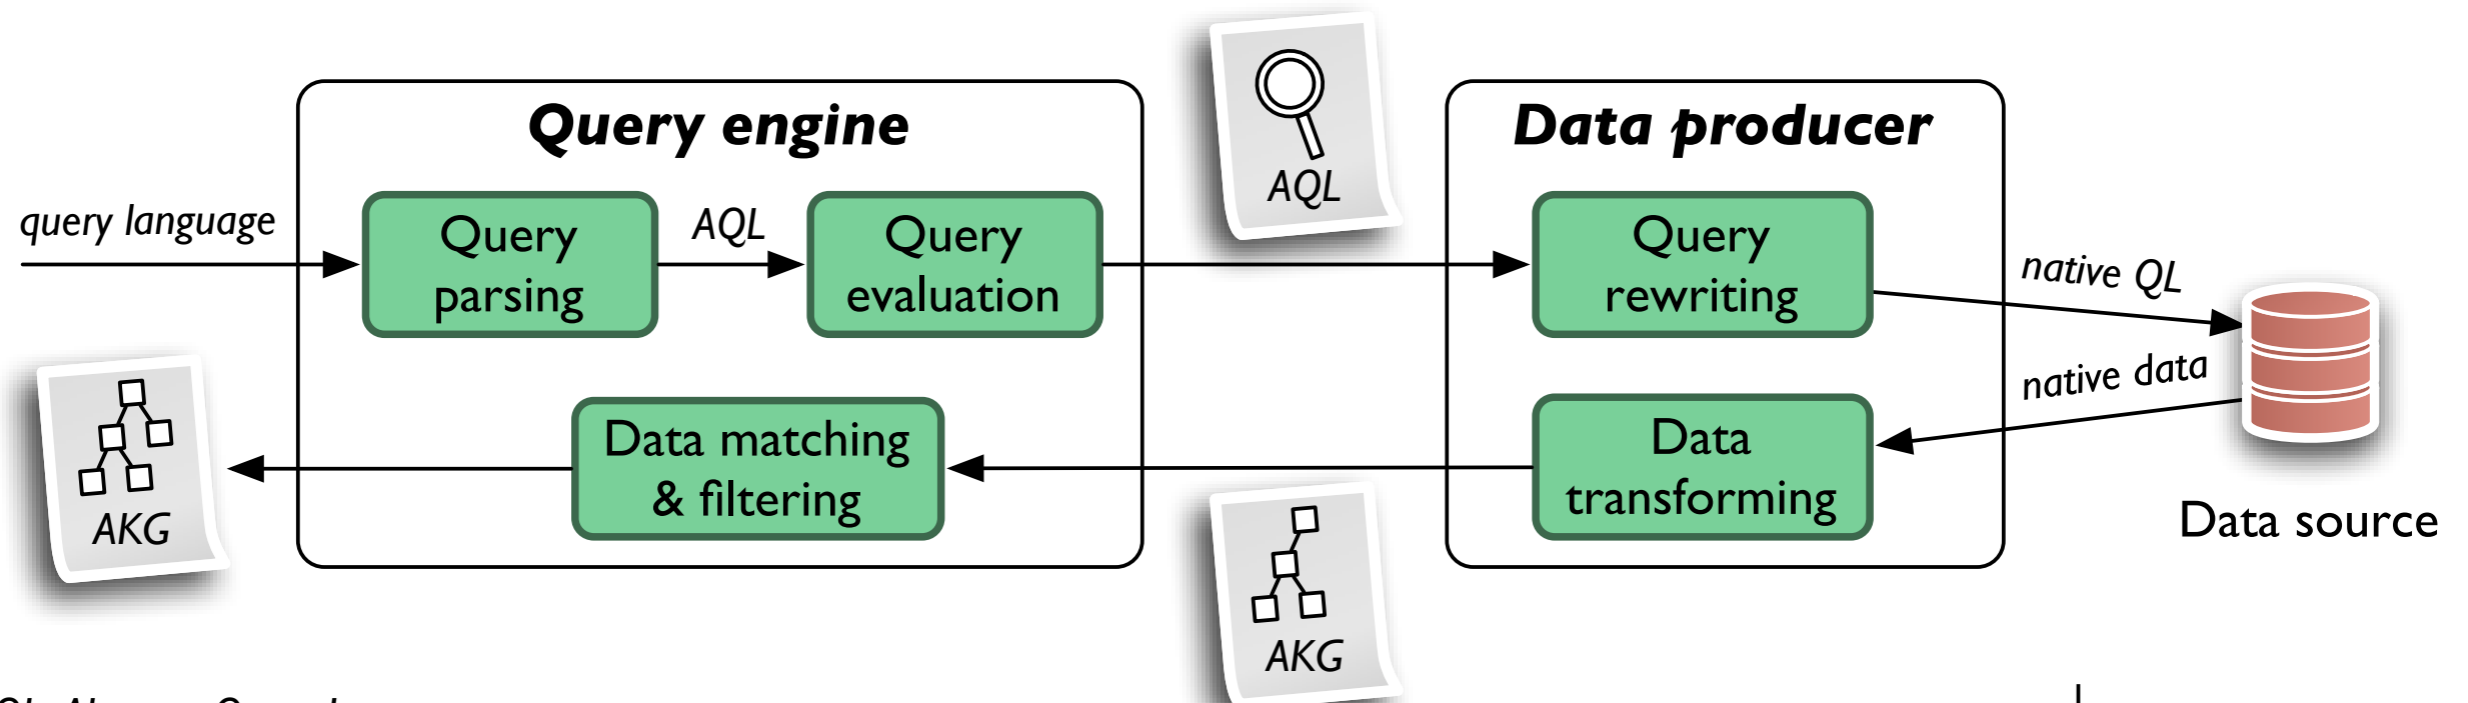 Query engine
Data producer
AQL
query language
Query
parsing
AQL
Query
evaluation
Query
rewriting
native QL
native data
AKG
Data matching
& filtering
Data
transforming
Data source
AKG